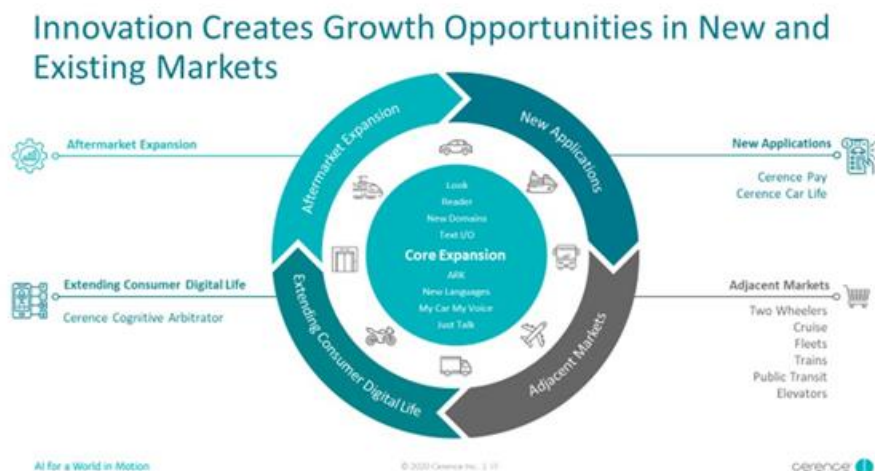 Innovation Creates Growth Opportunities in New and
Existing Markets
Aftermarket Expansion
Extending Consumer Digital Life
Cerence Cognitive Arbitrator
Aftermarket Expansion
New Applications
Adjacent Markets
Extending Consumer Digital Life
Look
Reader
New Domains
Text I/O
Core Expansion
ARK
New Languages
My Car My Voice
Just Talk
New Applications
Cerence Pay
Cerence Car Life
Adjacent Markets
Two Wheelers
Cruise
Fleets
Trains
Public Transit
Elevators
AI for a World in Motion
© 2020 Cerence Inc.
cerence